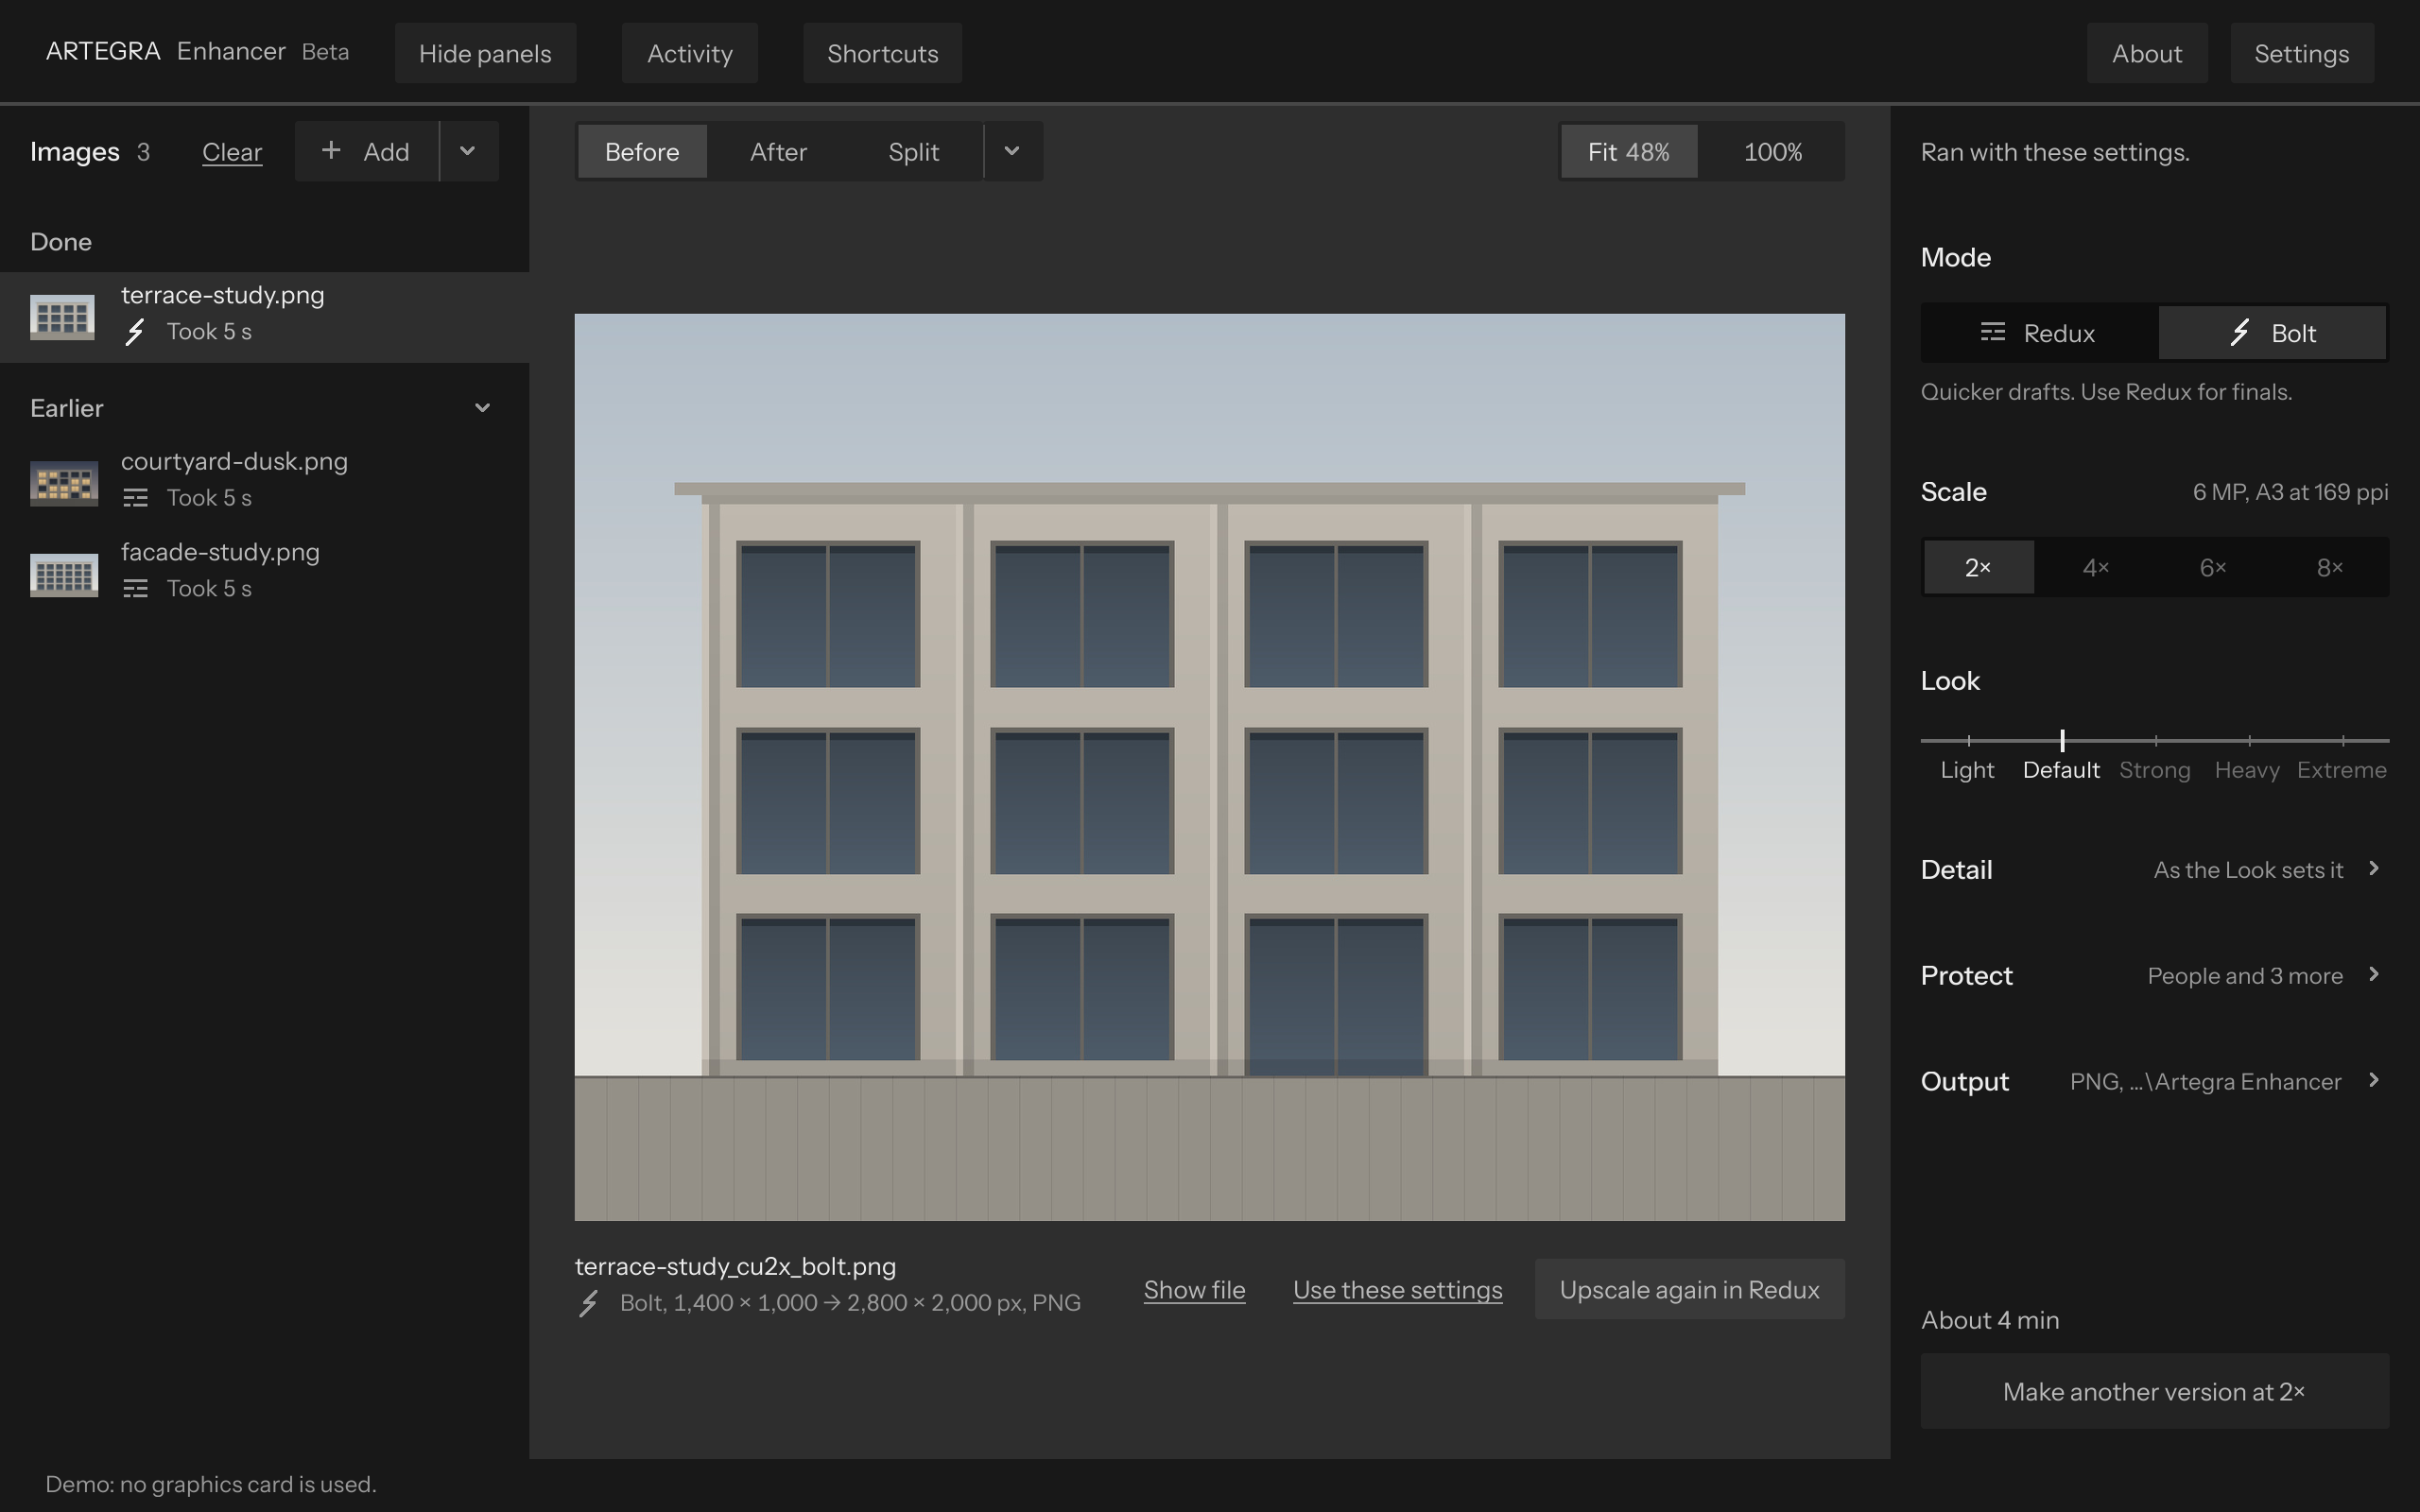 ARTEGRA Enhancer Beta
Hide panels
Activity
Shortcuts
About
Settings
Images 3
Clear
+ Add
Done
terrace-study.png
Took 5 s
Earlier
courtyard-dusk.png
Took 5 s
facade-study.png
Took 5 s
Before
After
Split
Fit 48%
100%
terrace-study_cu2x_bolt.png
Bolt, 1,400 × 1,000 → 2,800 × 2,000 px, PNG
Show file
Use these settings
Upscale again in Redux
Ran with these settings.
Mode
Redux
Bolt
Quicker drafts. Use Redux for finals.
Scale
6 MP, A3 at 169 ppi
2×
4×
6×
8×
Look
Light
Default
Strong
Heavy
Extreme
Detail
As the Look sets it
Protect
People and 3 more
Output
PNG, ...\Artegra Enhancer
About 4 min
Make another version at 2×
Demo: no graphics card is used.